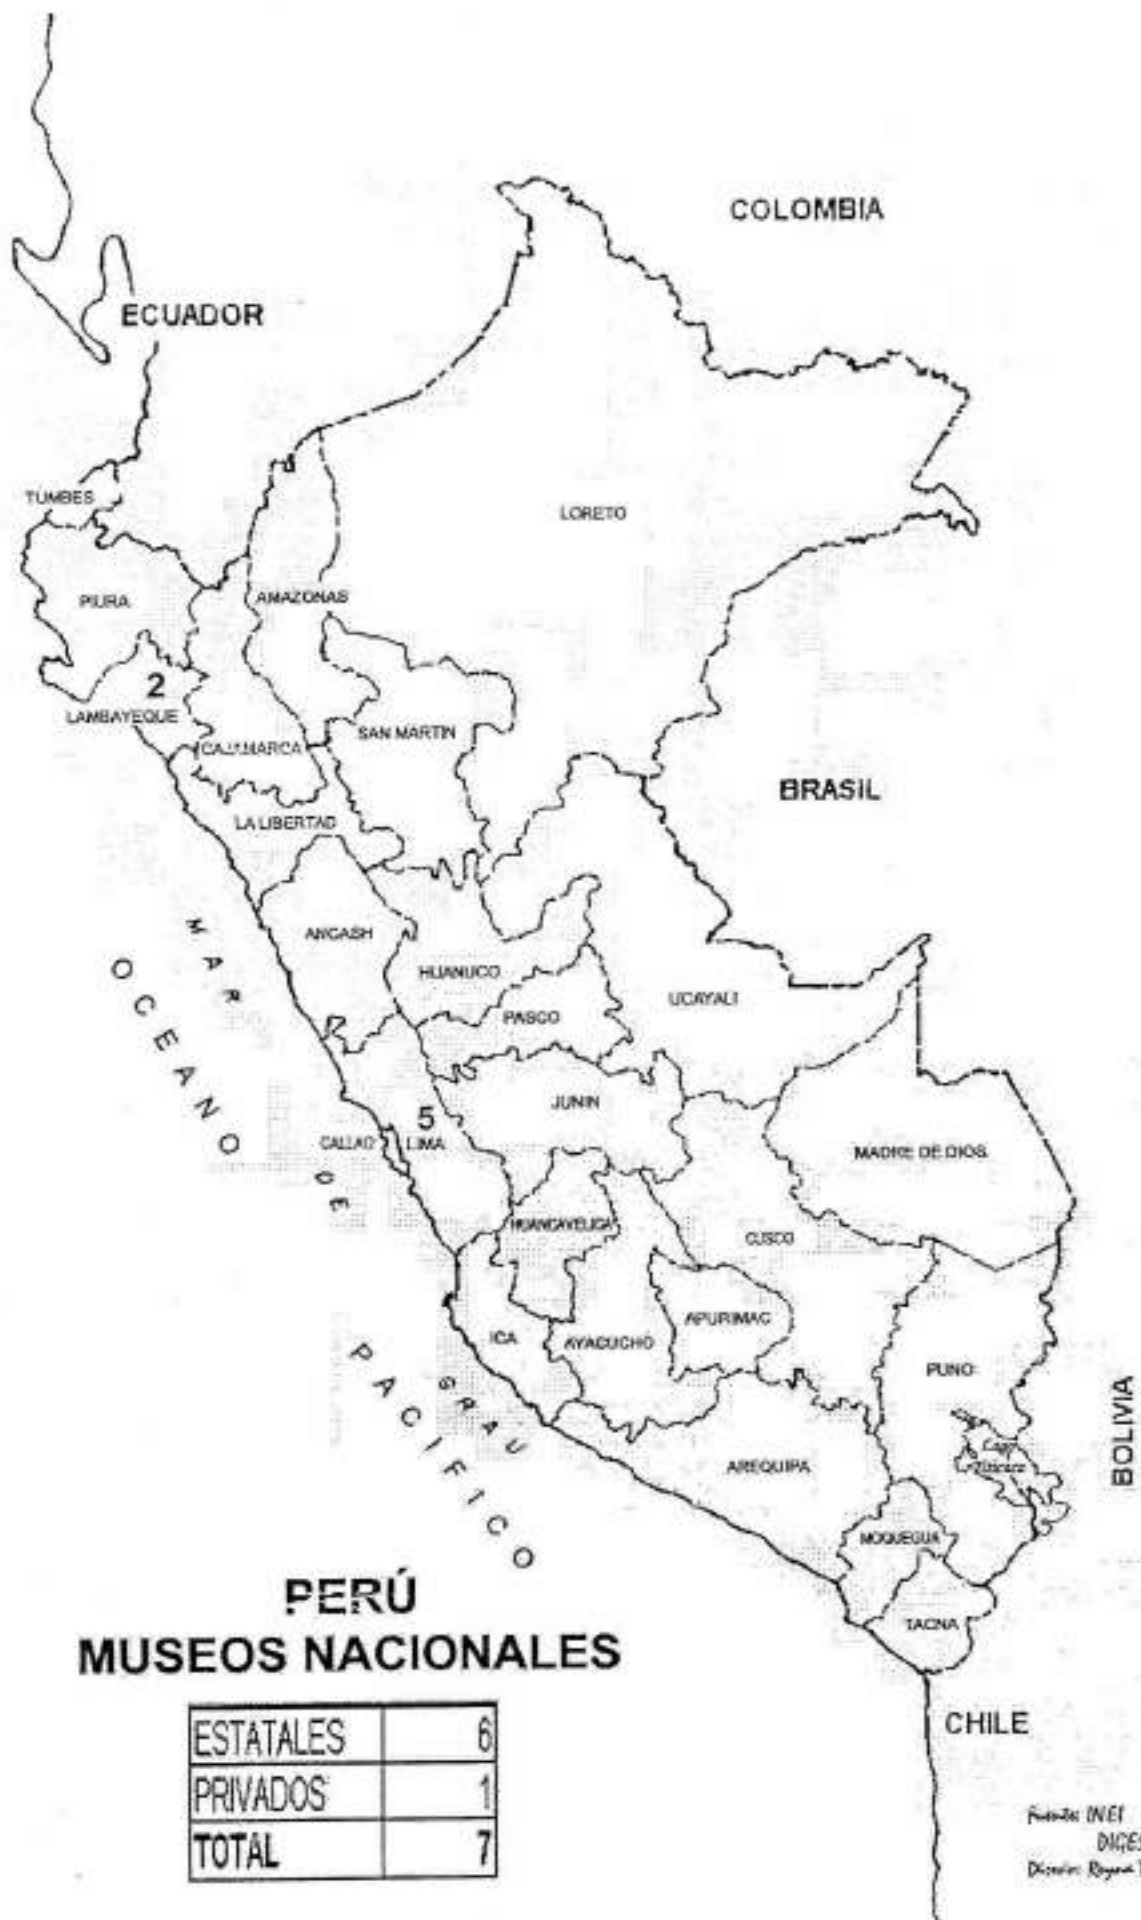 COLOMBIA
ECUADOR
TUMBES
LORETO
PIURA
AMAZONAS
2
LAMBAYEQUE
CAJAMARCA
SAN MARTIN
BRASIL
LA LIBERTAD
ANCASH
HUANUCO
UCAYALI
PASCO
MAR DE GRAU
OCEANO PACIFICO
JUNIN
5
CALLAO
LIMA
MADRE DE DIOS
HUANCAVELICA
CUSCO
APURIMAC
ICA
AYACUCHO
PUNO
BOLIVIA
Lago
Titicaca
AREQUIPA
MOQUEGUA
TACNA
CHILE
PERÚ
MUSEOS NACIONALES
ESTATALES 6
PRIVADOS 1
TOTAL 7
INEI